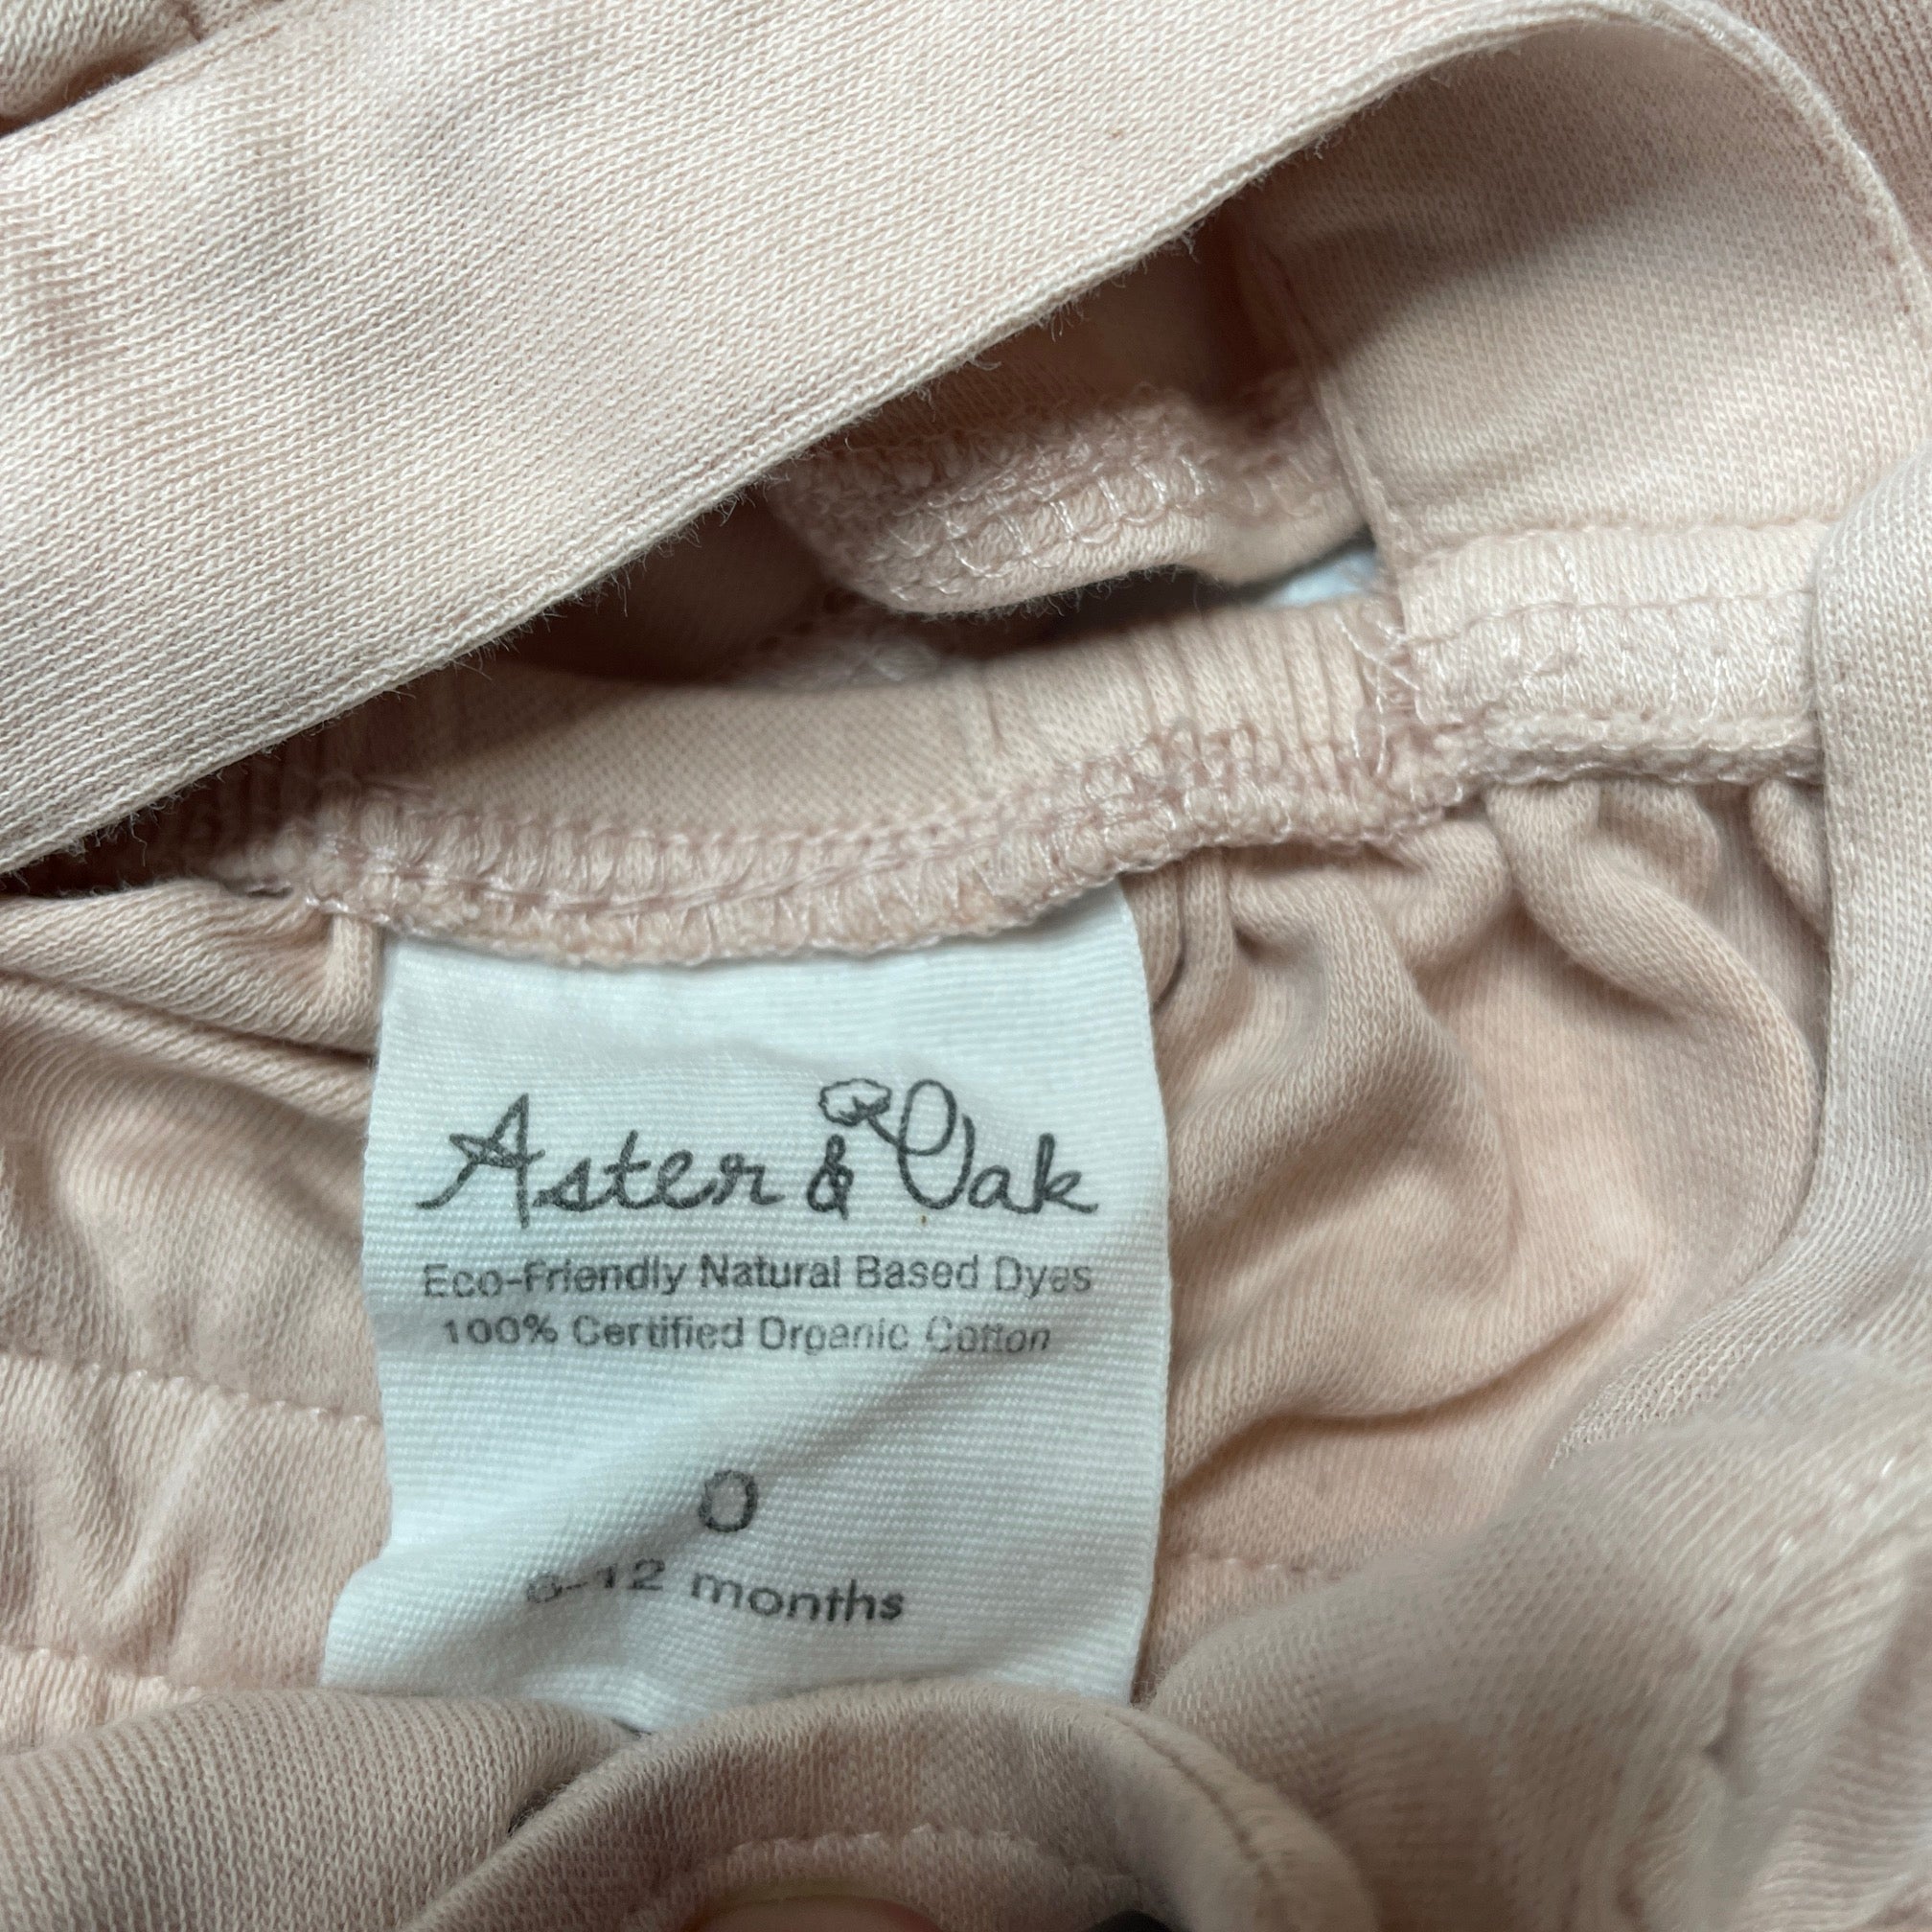 Aster & Oak
Eco-Friendly Natural Based Dyes
100% Certified Organic Cotton
0
6-12 months